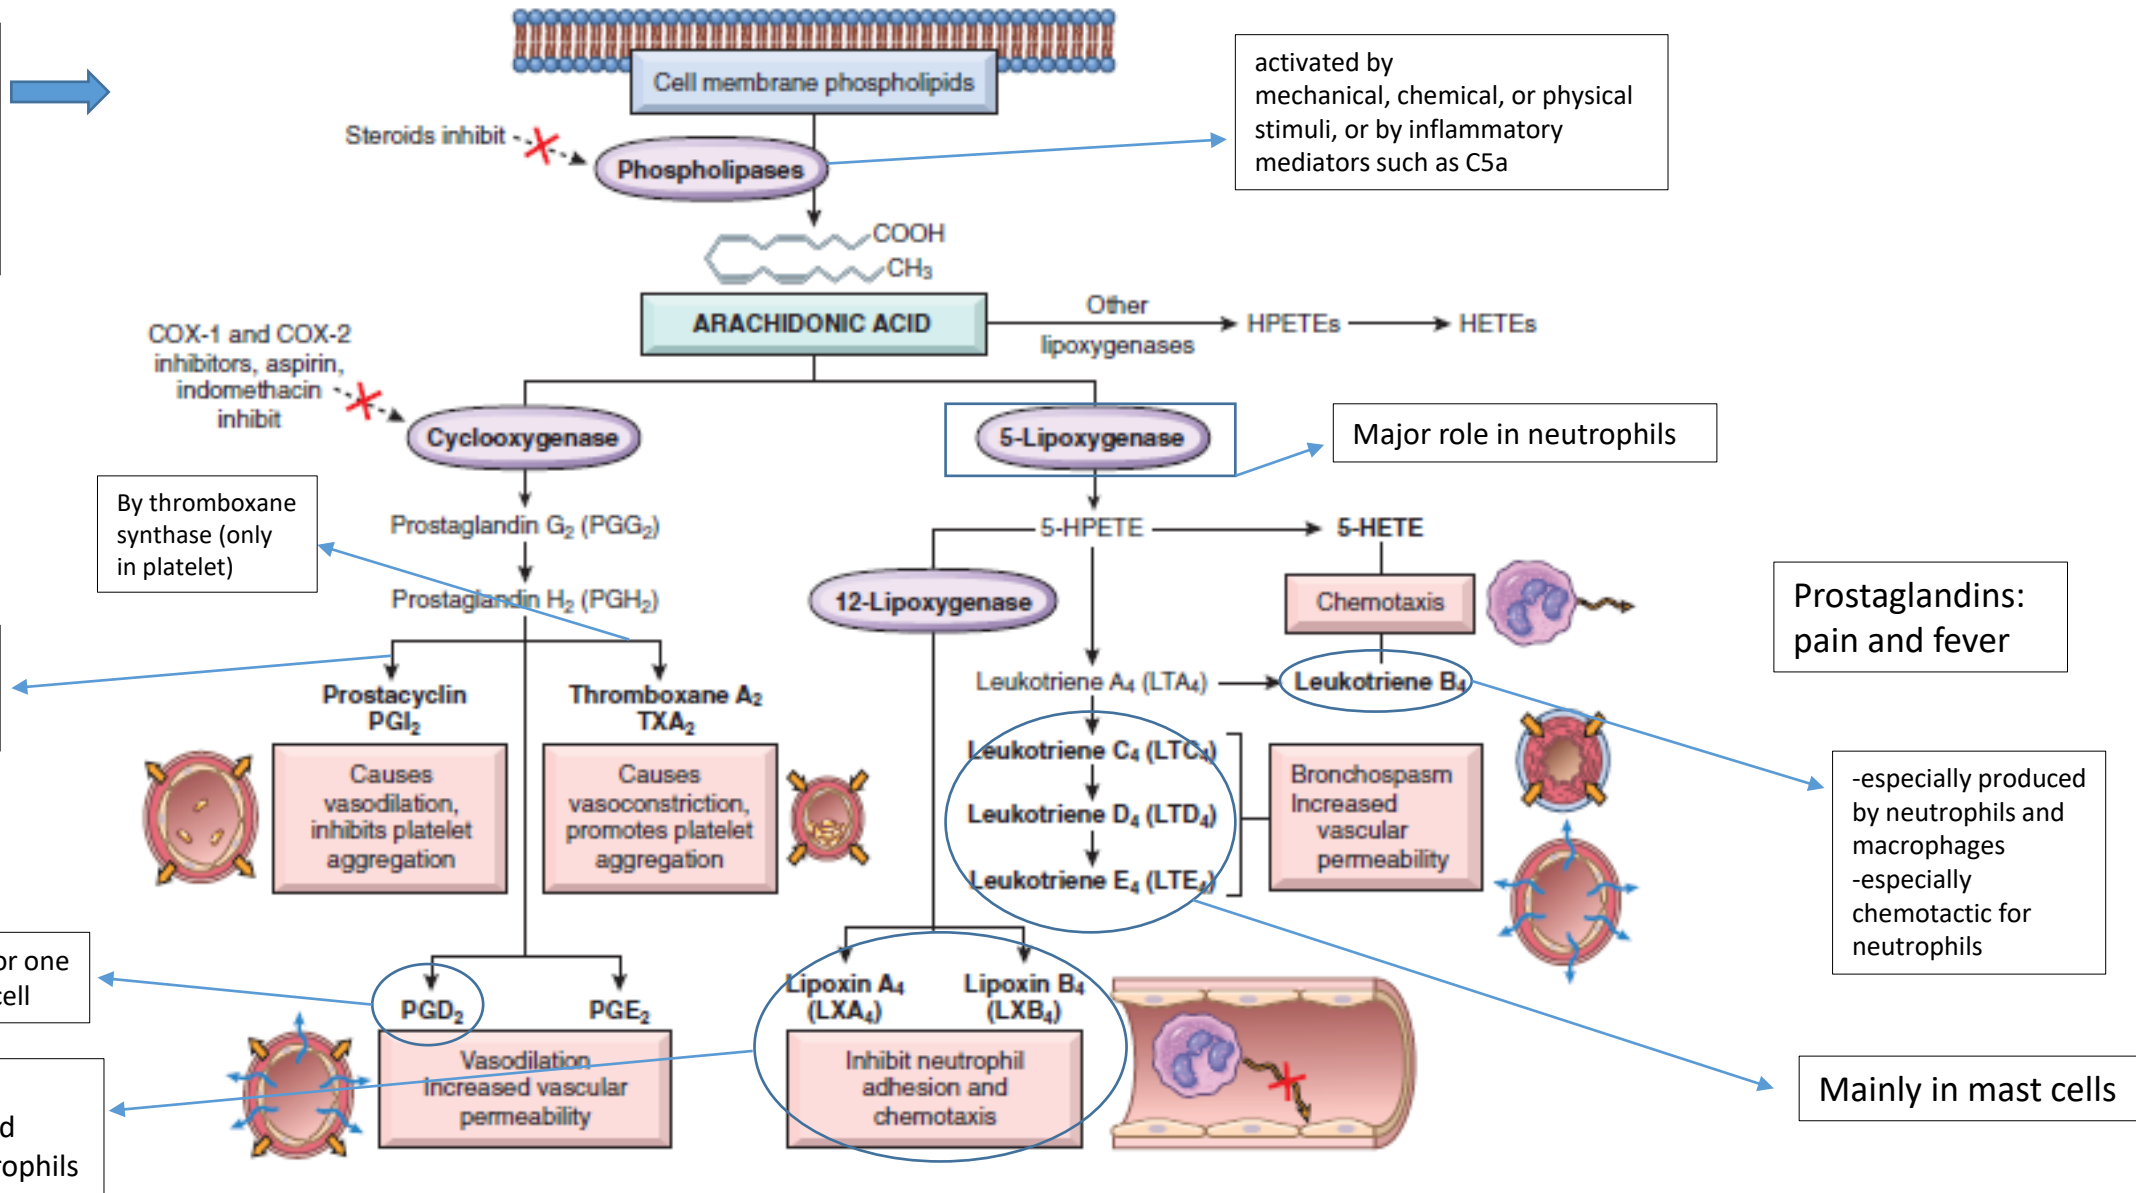 Cell membrane phospholipids
activated by
mechanical, chemical, or physical
stimuli, or by inflammatory
mediators such as C5a
Steroids inhibit
Phospholipases
COOH
CH₃
ARACHIDONIC ACID
Other
lipoxygenases
HPETEs
HETEs
COX-1 and COX-2
inhibitors, aspirin,
indomethacin
inhibit
Cyclooxygenase
5-Lipoxygenase
Major role in neutrophils
By thromboxane
synthase (only
in platelet)
Prostaglandin G₂ (PGG₂)
5-HPETE
5-HETE
Prostaglandin H₂ (PGH₂)
12-Lipoxygenase
Chemotaxis
Prostaglandins:
pain and fever
Prostacyclin
PGI₂
Thromboxane A₂
TXA₂
Leukotriene A₄ (LTA₄)
Leukotriene B₄
Causes
vasodilation,
inhibits platelet
aggregation
Causes
vasoconstriction,
promotes platelet
aggregation
Leukotriene C₄ (LTC₄)
Leukotriene D₄ (LTD₄)
Leukotriene E₄ (LTE₄)
Bronchospasm
Increased
vascular
permeability
-especially produced
by neutrophils and
macrophages
-especially
chemotactic for
neutrophils
or one
cell
PGD₂
PGE₂
Lipoxin A₄
(LXA₄)
Lipoxin B₄
(LXB₄)
Vasodilation
Increased vascular
permeability
Inhibit neutrophil
adhesion and
chemotaxis
Mainly in mast cells
d
rophils